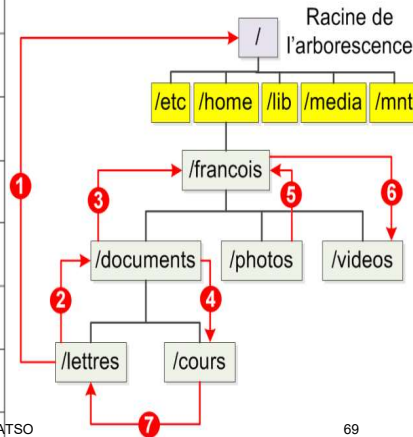 Racine de
l'arborescence
/
/etc /home /lib /media /mnt
1
/francois
3 5 6
/documents /photos /videos
2 4
/lettres /cours
7
ATSO 69